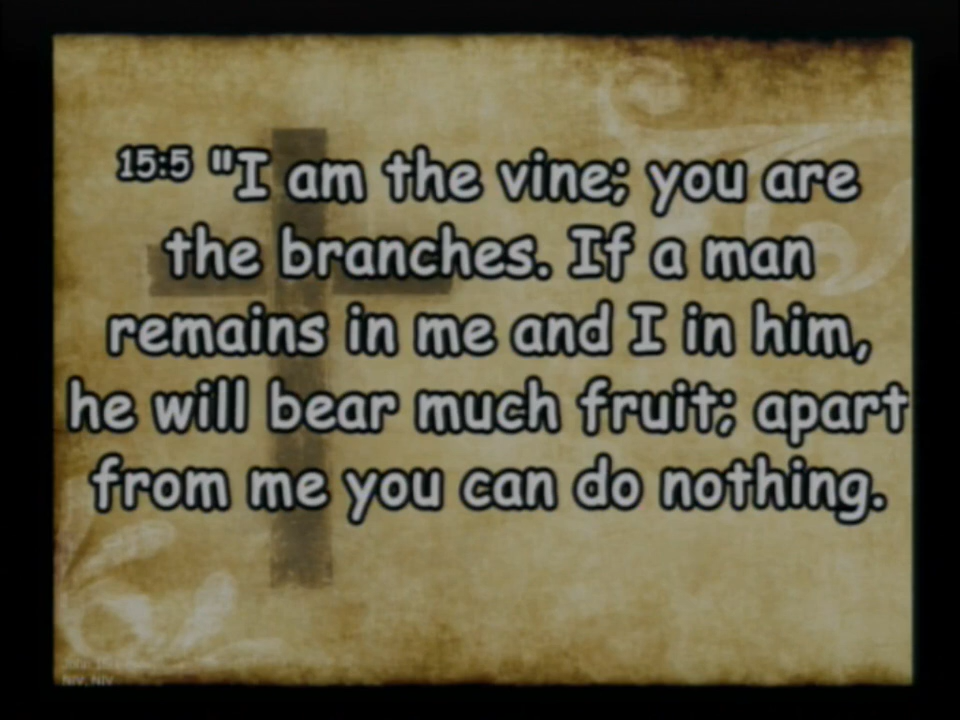 15:5 "I am the vine; you are
the branches. If a man
remains in me and I in him,
he will bear much fruit; apart
from me you can do nothing.
NIV, NIV